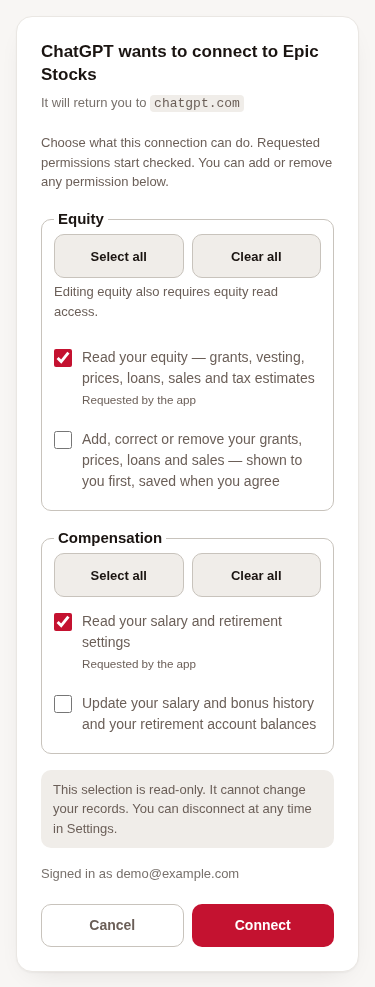 ChatGPT wants to connect to Epic
Stocks
It will return you to chatgpt.com
Choose what this connection can do. Requested
permissions start checked. You can add or remove
any permission below.
Equity
Select all
Clear all
Editing equity also requires equity read
access.
Read your equity — grants, vesting,
prices, loans, sales and tax estimates
Requested by the app
Add, correct or remove your grants,
prices, loans and sales — shown to
you first, saved when you agree
Compensation
Select all
Clear all
Read your salary and retirement
settings
Requested by the app
Update your salary and bonus history
and your retirement account balances
This selection is read-only. It cannot change
your records. You can disconnect at any time
in Settings.
Signed in as demo@example.com
Cancel
Connect